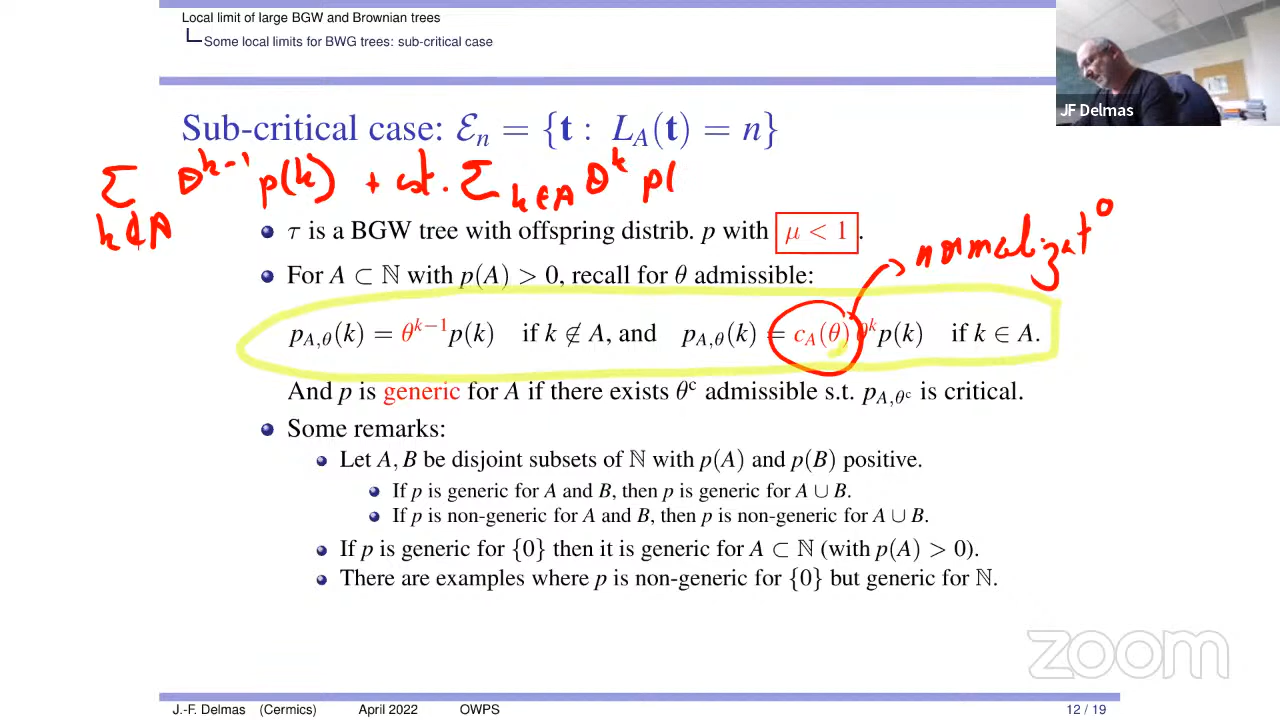 Local limit of large BGW and Brownian trees
Some local limits for BWG trees: sub-critical case
JF Delmas
Sub-critical case: ℰₙ = {t : L_A(t) = n}
∑_{k∉A} θ^{k-1} p(k) + cst. ∑_{k∈A} θ^k p(
τ is a BGW tree with offspring distrib. p with μ < 1.
normalizat°
For A ⊂ ℕ with p(A) > 0, recall for θ admissible:
p_{A,θ}(k) = θ^{k−1}p(k) if k ∉ A, and p_{A,θ}(k) = c_A(θ) θ^k p(k) if k ∈ A.
And p is generic for A if there exists θ^c admissible s.t. p_{A,θ^c} is critical.
Some remarks:
Let A, B be disjoint subsets of ℕ with p(A) and p(B) positive.
If p is generic for A and B, then p is generic for A ∪ B.
If p is non-generic for A and B, then p is non-generic for A ∪ B.
If p is generic for {0} then it is generic for A ⊂ ℕ (with p(A) > 0).
There are examples where p is non-generic for {0} but generic for ℕ.
zoom
J.-F. Delmas (Cermics) April 2022 OWPS 12 / 19